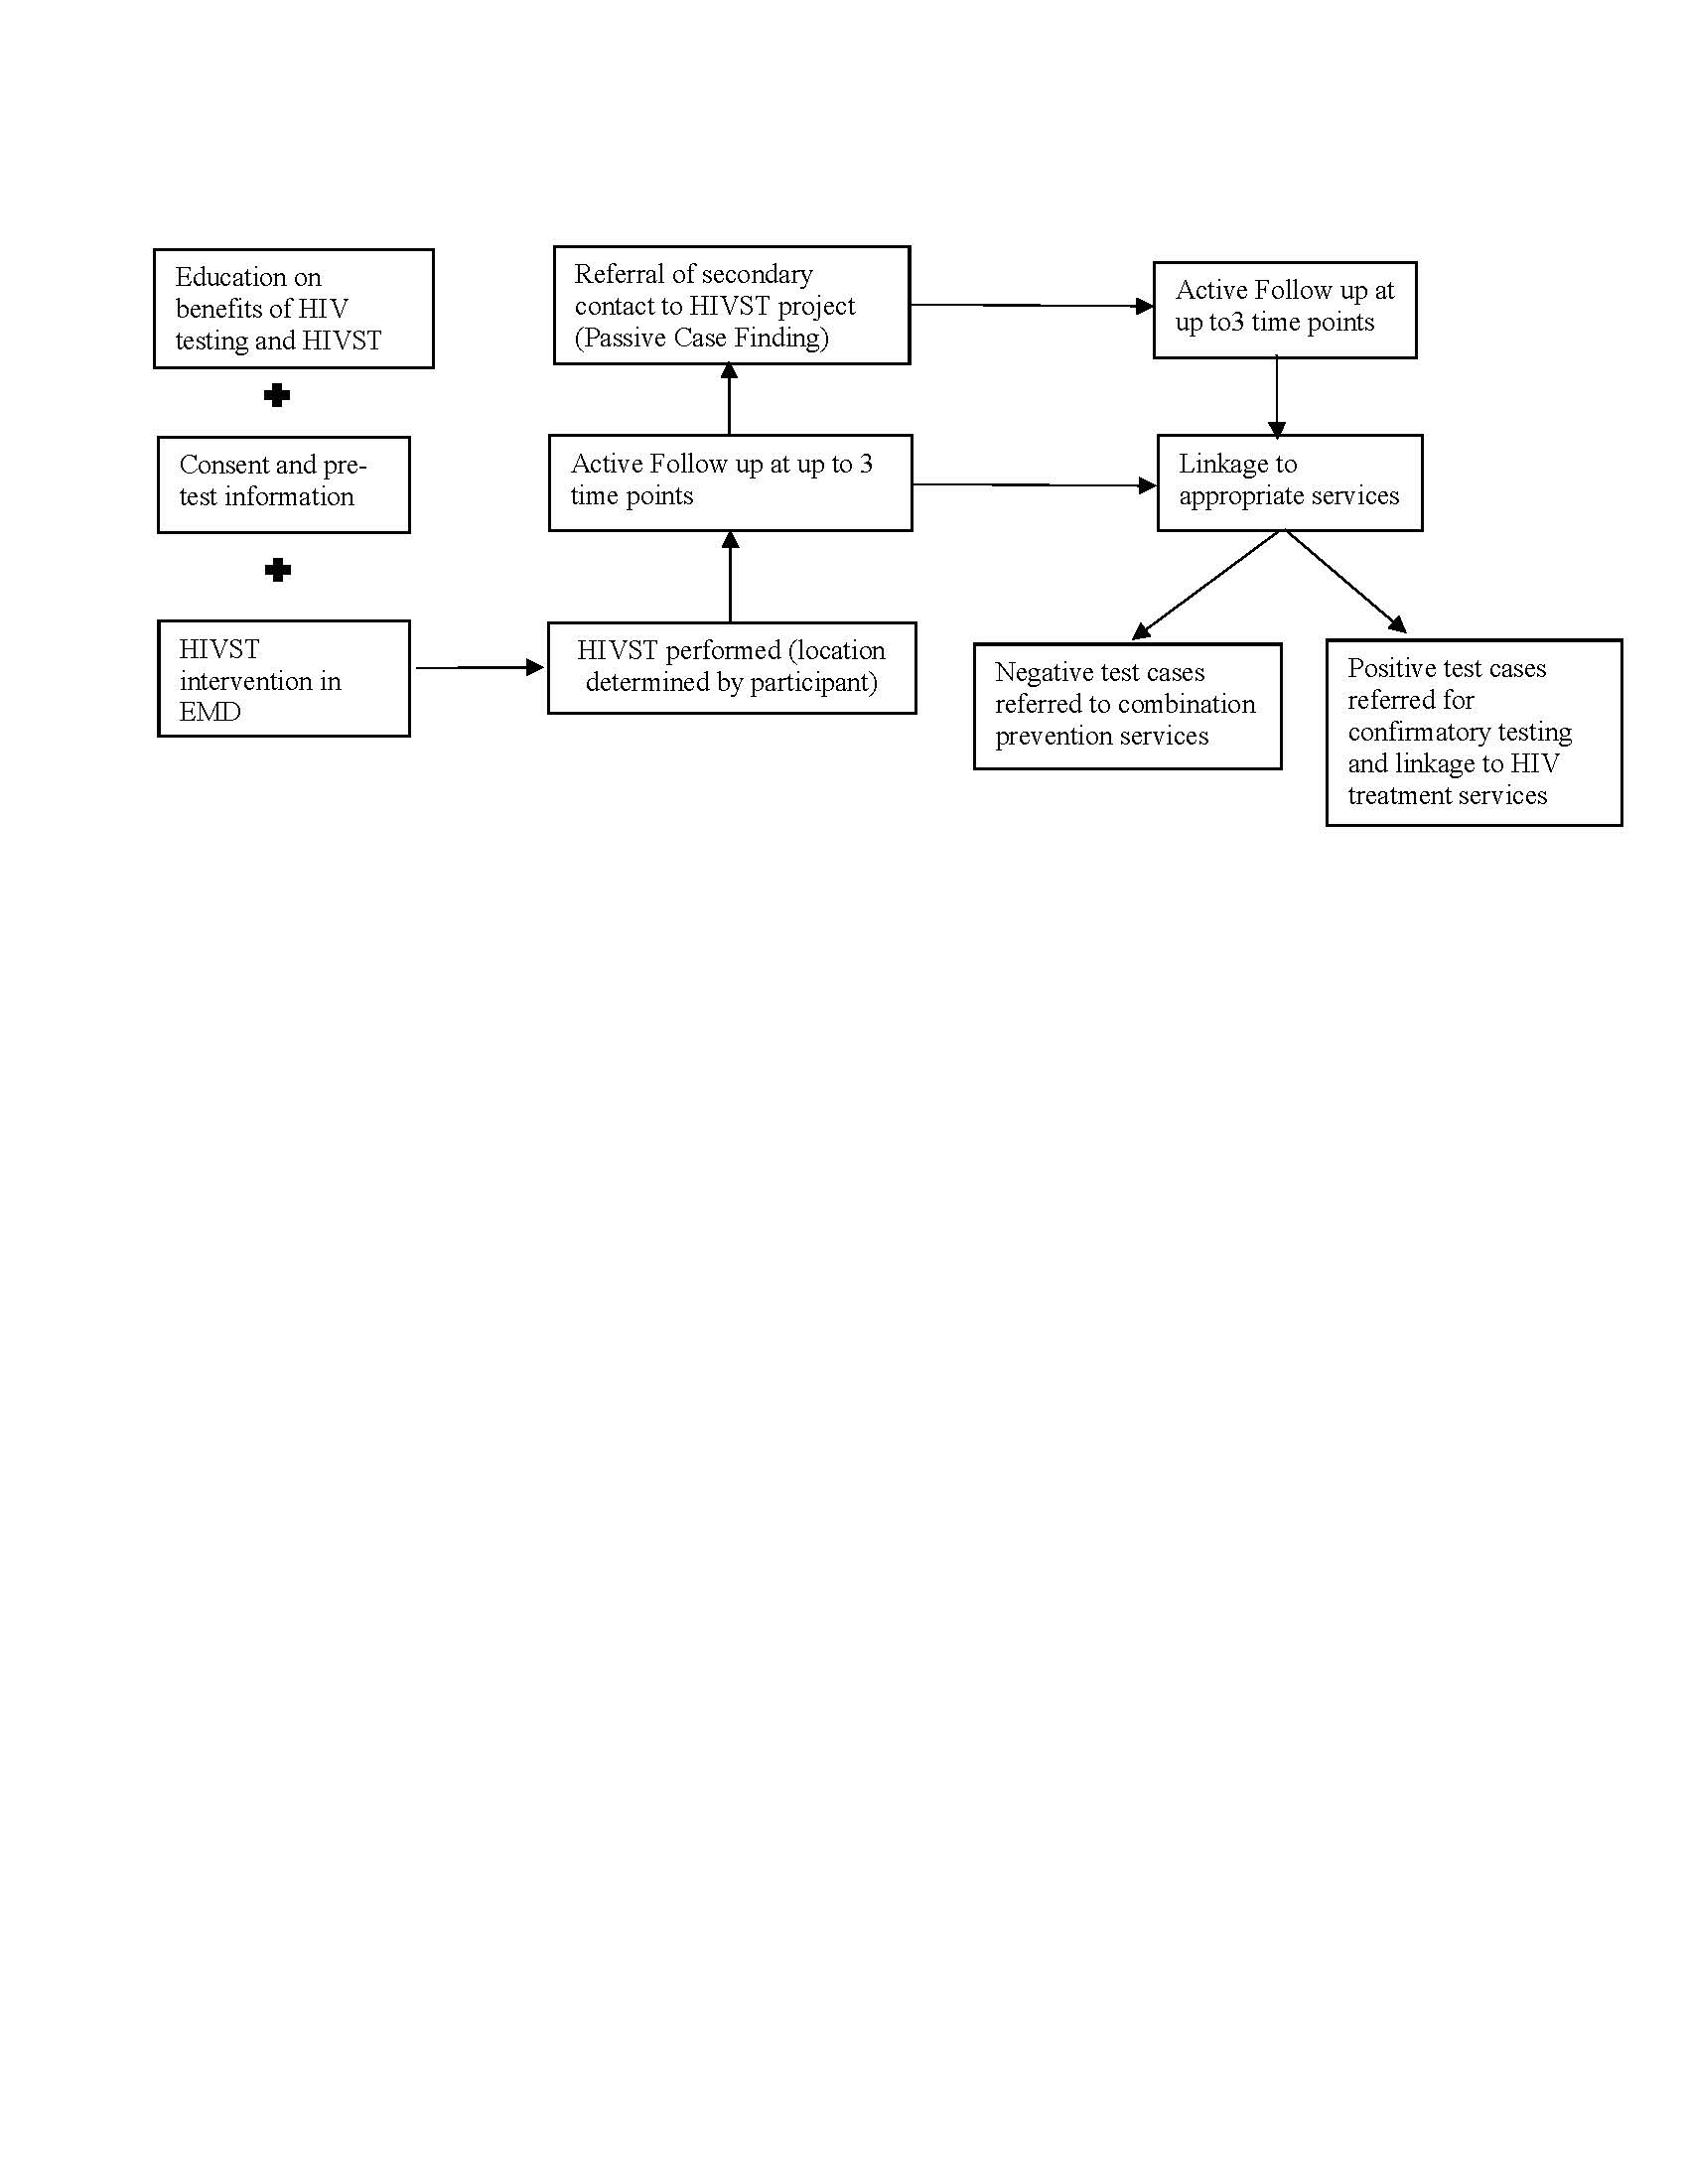 Education on
benefits of HIV
testing and HIVST
Consent and pre-
test information
HIVST
intervention in
EMD
Referral of secondary
contact to HIVST project
(Passive Case Finding)
Active Follow up at up to 3
time points
HIVST performed (location
determined by participant)
Active Follow up at
up to3 time points
Linkage to
appropriate services
Negative test cases
referred to combination
prevention services
Positive test cases
referred for
confirmatory testing
and linkage to HIV
treatment services